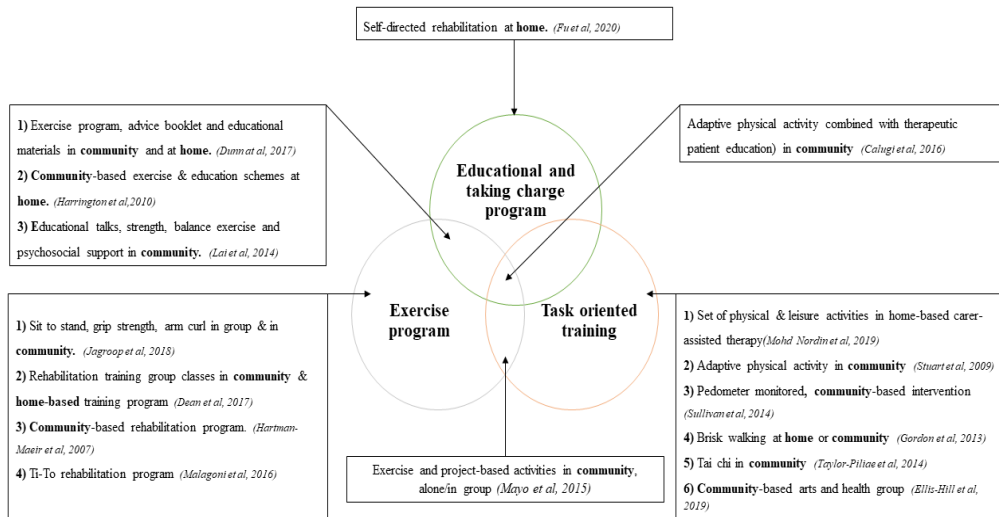 Self-directed rehabilitation at home. (Fu et al, 2020)
1) Exercise program, advice booklet and educational
materials in community and at home. (Dunn at al, 2017)
2) Community-based exercise & education schemes at
home. (Harrington et al,2010)
3) Educational talks, strength, balance exercise and
psychosocial support in community. (Lai et al, 2014)
Adaptive physical activity combined with therapeutic
patient education) in community (Calugi et al, 2016)
Educational and
taking charge
program
Exercise
program
Task oriented
training
1) Sit to stand, grip strength, arm curl in group & in
community. (Jagroop et al, 2018)
2) Rehabilitation training group classes in community &
home-based training program (Dean et al, 2017)
3) Community-based rehabilitation program. (Hartman-
Maeir et al, 2007)
4) Ti-To rehabilitation program (Malagoni et al, 2016)
Exercise and project-based activities in community,
alone/in group (Mayo et al, 2015)
1) Set of physical & leisure activities in home-based carer-
assisted therapy(Mohd Nordin et al, 2019)
2) Adaptive physical activity in community (Stuart et al, 2009)
3) Pedometer monitored, community-based intervention
(Sullivan et al, 2014)
4) Brisk walking at home or community (Gordon et al, 2013)
5) Tai chi in community (Taylor-Piliae et al, 2014)
6) Community-based arts and health group (Ellis-Hill et al,
2019)